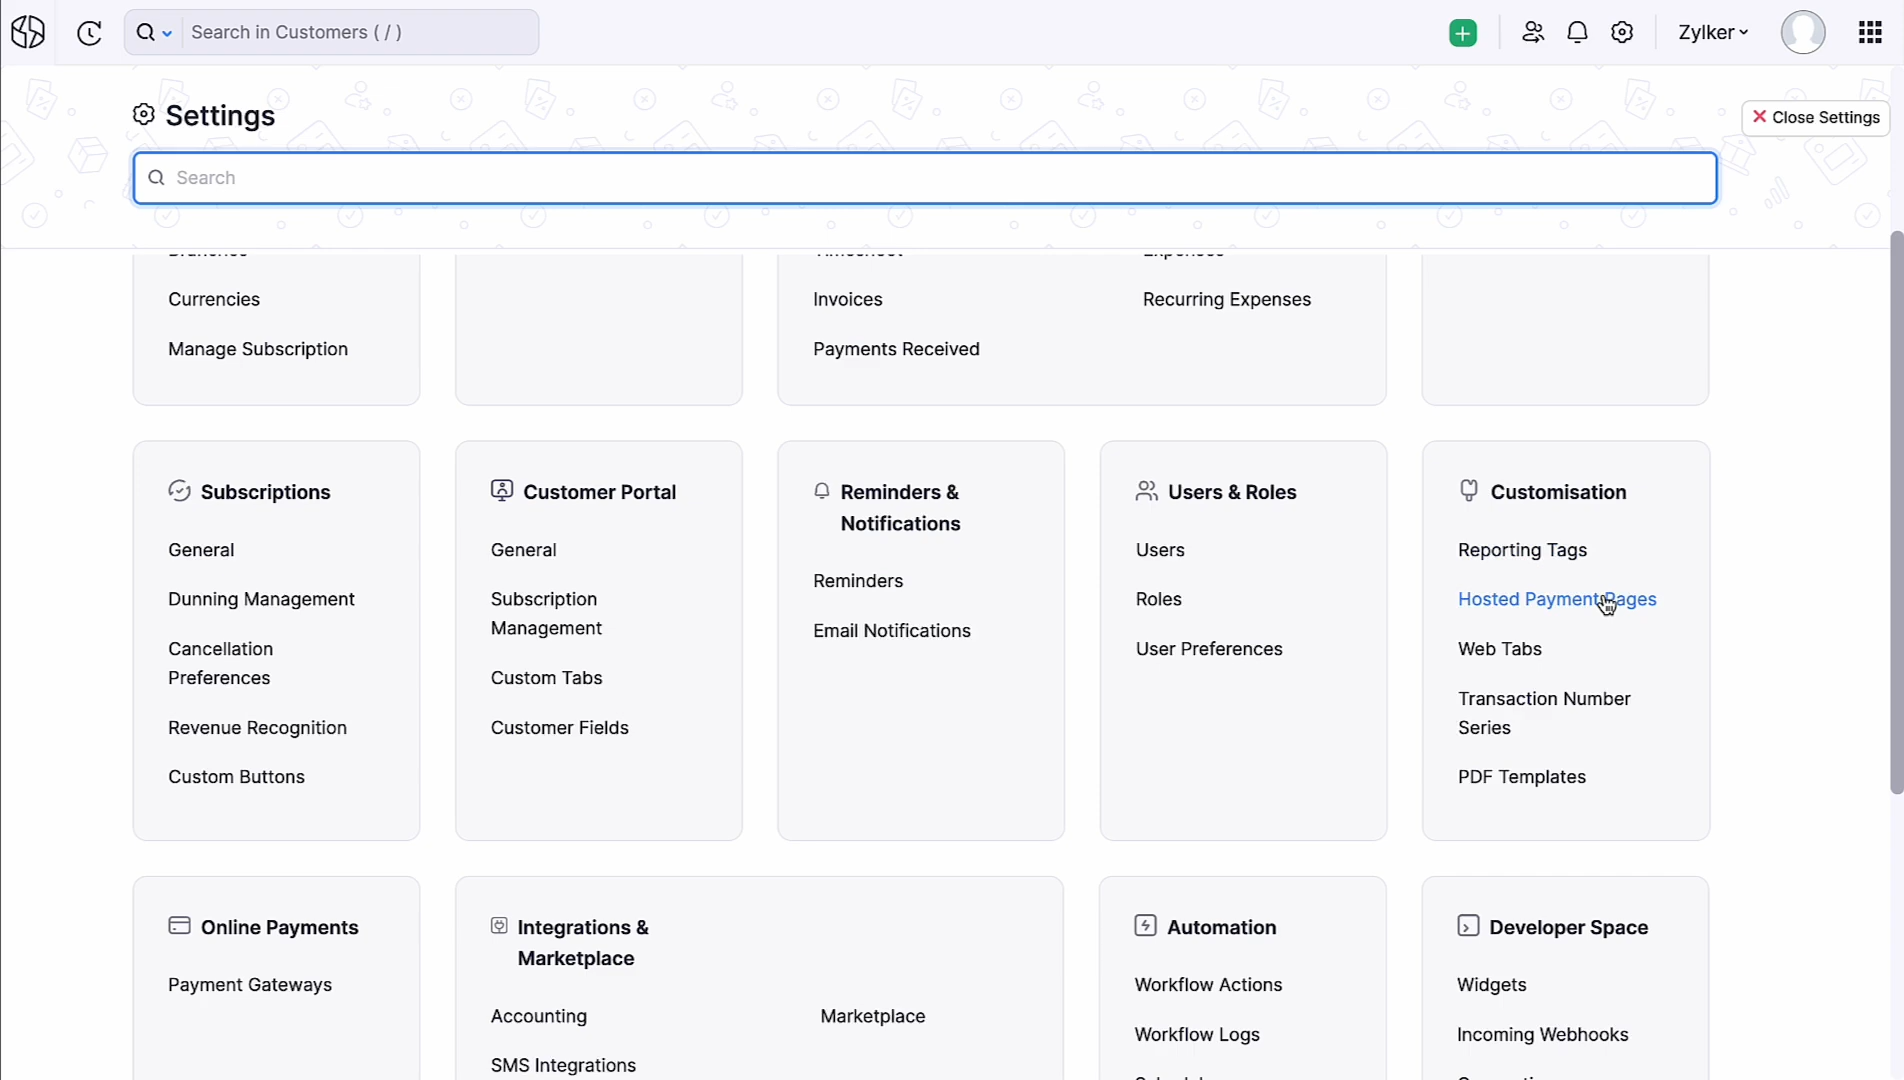 Search in Customers ( / )
Zylker
Settings
Close Settings
Search
Currencies
Manage Subscription
Invoices
Payments Received
Recurring Expenses
Subscriptions
General
Dunning Management
Cancellation
Preferences
Revenue Recognition
Custom Buttons
Customer Portal
General
Subscription
Management
Custom Tabs
Customer Fields
Reminders &
Notifications
Reminders
Email Notifications
Users & Roles
Users
Roles
User Preferences
Customisation
Reporting Tags
Hosted Payment Pages
Web Tabs
Transaction Number
Series
PDF Templates
Online Payments
Payment Gateways
Integrations &
Marketplace
Accounting
SMS Integrations
Marketplace
Automation
Workflow Actions
Workflow Logs
Developer Space
Widgets
Incoming Webhooks